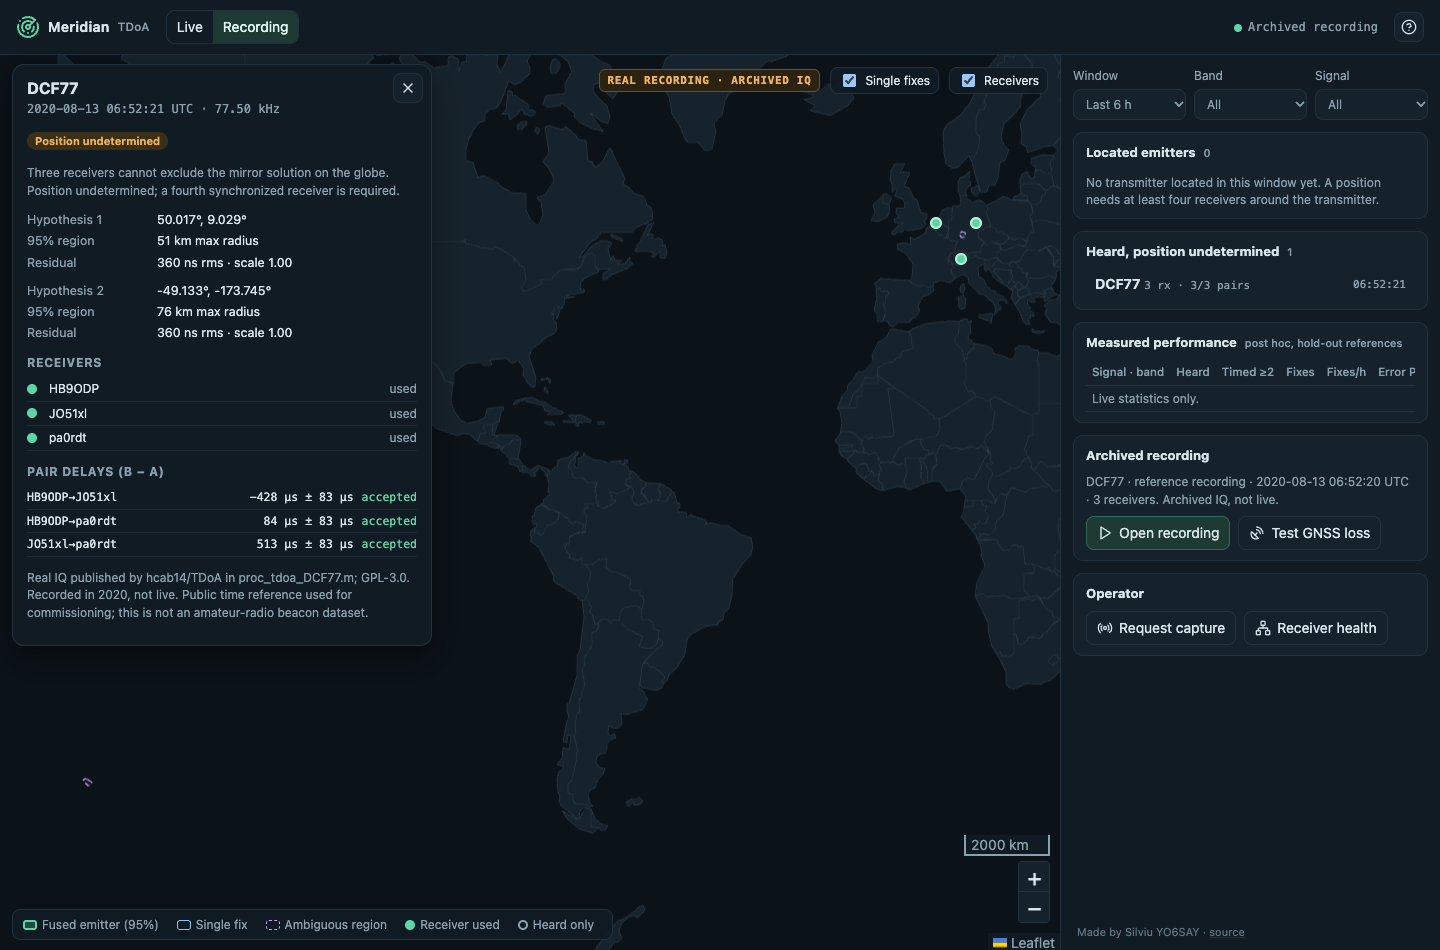 Meridian TDoA
Live Recording
Archived recording
DCF77
2020-08-13 06:52:21 UTC · 77.50 kHz
Position undetermined
Three receivers cannot exclude the mirror solution on the globe.
Position undetermined; a fourth synchronized receiver is required.
Hypothesis 1 50.017°, 9.029°
95% region 51 km max radius
Residual 360 ns rms · scale 1.00
Hypothesis 2 -49.133°, -173.745°
95% region 76 km max radius
Residual 360 ns rms · scale 1.00
RECEIVERS
HB9ODP used
JO51xl used
pa0rdt used
PAIR DELAYS (B − A)
HB9ODP→JO51xl −428 µs ± 83 µs accepted
HB9ODP→pa0rdt 84 µs ± 83 µs accepted
JO51xl→pa0rdt 513 µs ± 83 µs accepted
Real IQ published by hcab14/TDoA in proc_tdoa_DCF77.m; GPL-3.0.
Recorded in 2020, not live. Public time reference used for
commissioning; this is not an amateur-radio beacon dataset.
REAL RECORDING · ARCHIVED IQ
Single fixes
Receivers
2000 km
+
−
Leaflet
Fused emitter (95%) Single fix Ambiguous region Receiver used Heard only
Window Band Signal
Last 6 h All All
Located emitters 0
No transmitter located in this window yet. A position
needs at least four receivers around the transmitter.
Heard, position undetermined 1
DCF77 3 rx · 3/3 pairs 06:52:21
Measured performance post hoc, hold-out references
Signal · band Heard Timed ≥2 Fixes Fixes/h Error P
Live statistics only.
Archived recording
DCF77 · reference recording · 2020-08-13 06:52:20 UTC
· 3 receivers. Archived IQ, not live.
Open recording Test GNSS loss
Operator
Request capture Receiver health
Made by Silviu YO6SAY · source